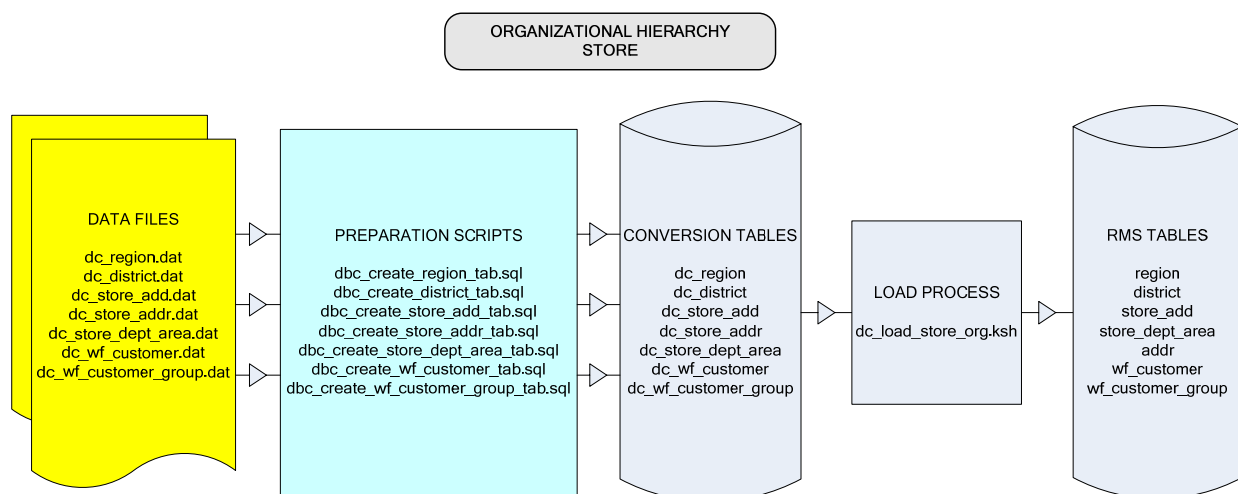 ORGANIZATIONAL HIERARCHY
STORE
DATA FILES
dc_region.dat
dc_district.dat
dc_store_add.dat
dc_store_addr.dat
dc_store_dept_area.dat
dc_wf_customer.dat
dc_wf_customer_group.dat
PREPARATION SCRIPTS
dbc_create_region_tab.sql
dbc_create_district_tab.sql
dbc_create_store_add_tab.sql
dbc_create_store_addr_tab.sql
dbc_create_store_dept_area_tab.sql
dbc_create_wf_customer_tab.sql
dbc_create_wf_customer_group_tab.sql
CONVERSION TABLES
dc_region
dc_district
dc_store_add
dc_store_addr
dc_store_dept_area
dc_wf_customer
dc_wf_customer_group
LOAD PROCESS
dc_load_store_org.ksh
RMS TABLES
region
district
store_add
store_dept_area
addr
wf_customer
wf_customer_group